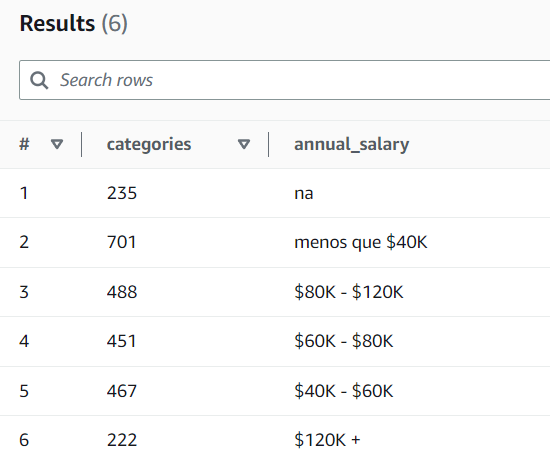 Results (6)
Search rows
# categories annual_salary
1 235 na
2 701 menos que $40K
3 488 $80K - $120K
4 451 $60K - $80K
5 467 $40K - $60K
6 222 $120K +